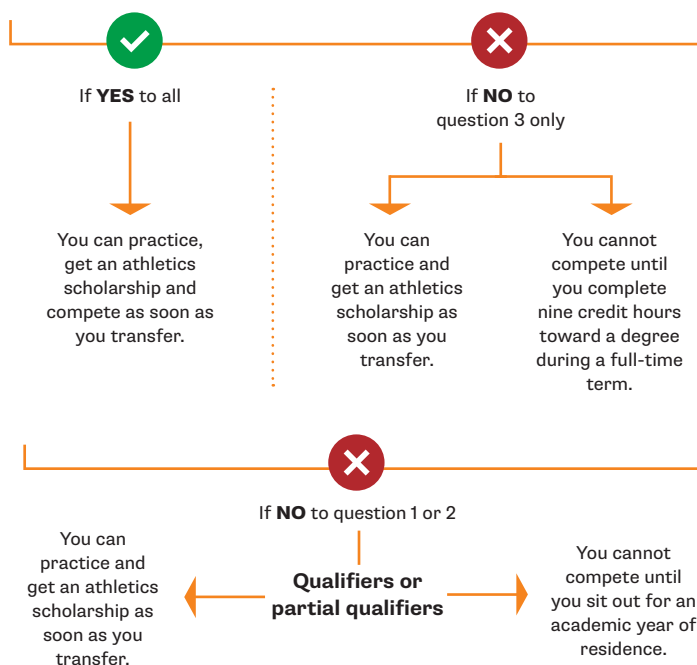 If YES to all
You can practice,
get an athletics
scholarship and
compete as soon as
you transfer.
If NO to
question 3 only
You can
practice and
get an athletics
scholarship as
soon as you
transfer.
You cannot
compete until
you complete
nine credit hours
toward a degree
during a full-time
term.
If NO to question 1 or 2
Qualifiers or
partial qualifiers
You can
practice and
get an athletics
scholarship as
soon as you
transfer.
You cannot
compete until
you sit out for an
academic year of
residence.